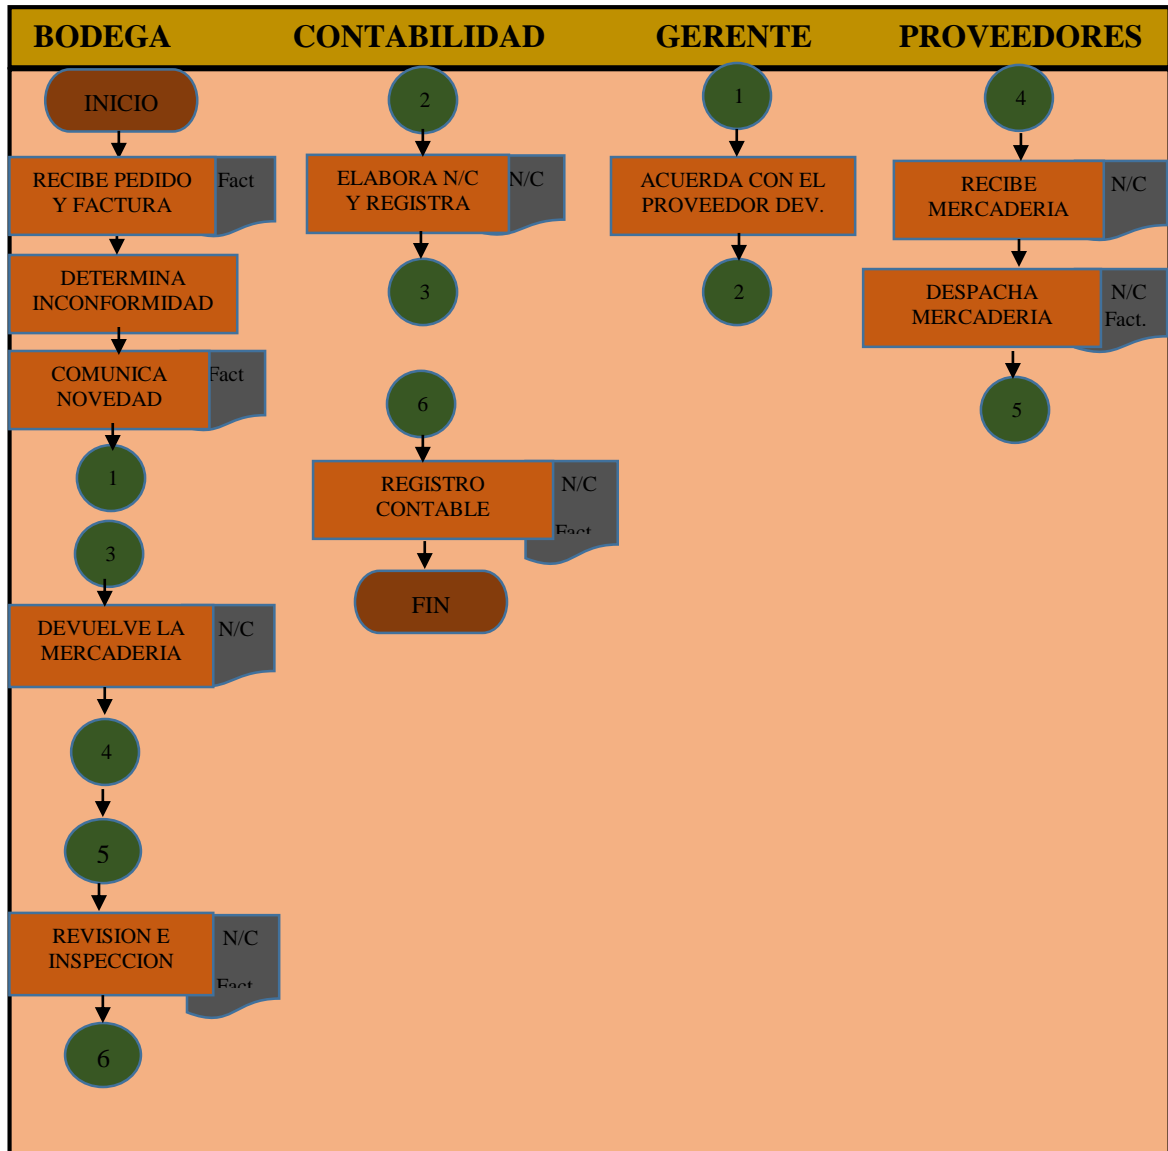 BODEGA CONTABILIDAD GERENTE PROVEEDORES
INICIO
RECIBE PEDIDO
Y FACTURA
Fact
DETERMINA
INCONFORMIDAD
COMUNICA
NOVEDAD
Fact
1
3
DEVUELVE LA
MERCADERIA
N/C
4
5
REVISION E
INSPECCION
N/C
Fact
6
2
ELABORA N/C
Y REGISTRA
N/C
3
6
REGISTRO
CONTABLE
N/C
Fact
FIN
1
ACUERDA CON EL
PROVEEDOR DEV.
2
4
RECIBE
MERCADERIA
N/C
DESPACHA
MERCADERIA
N/C
Fact.
5